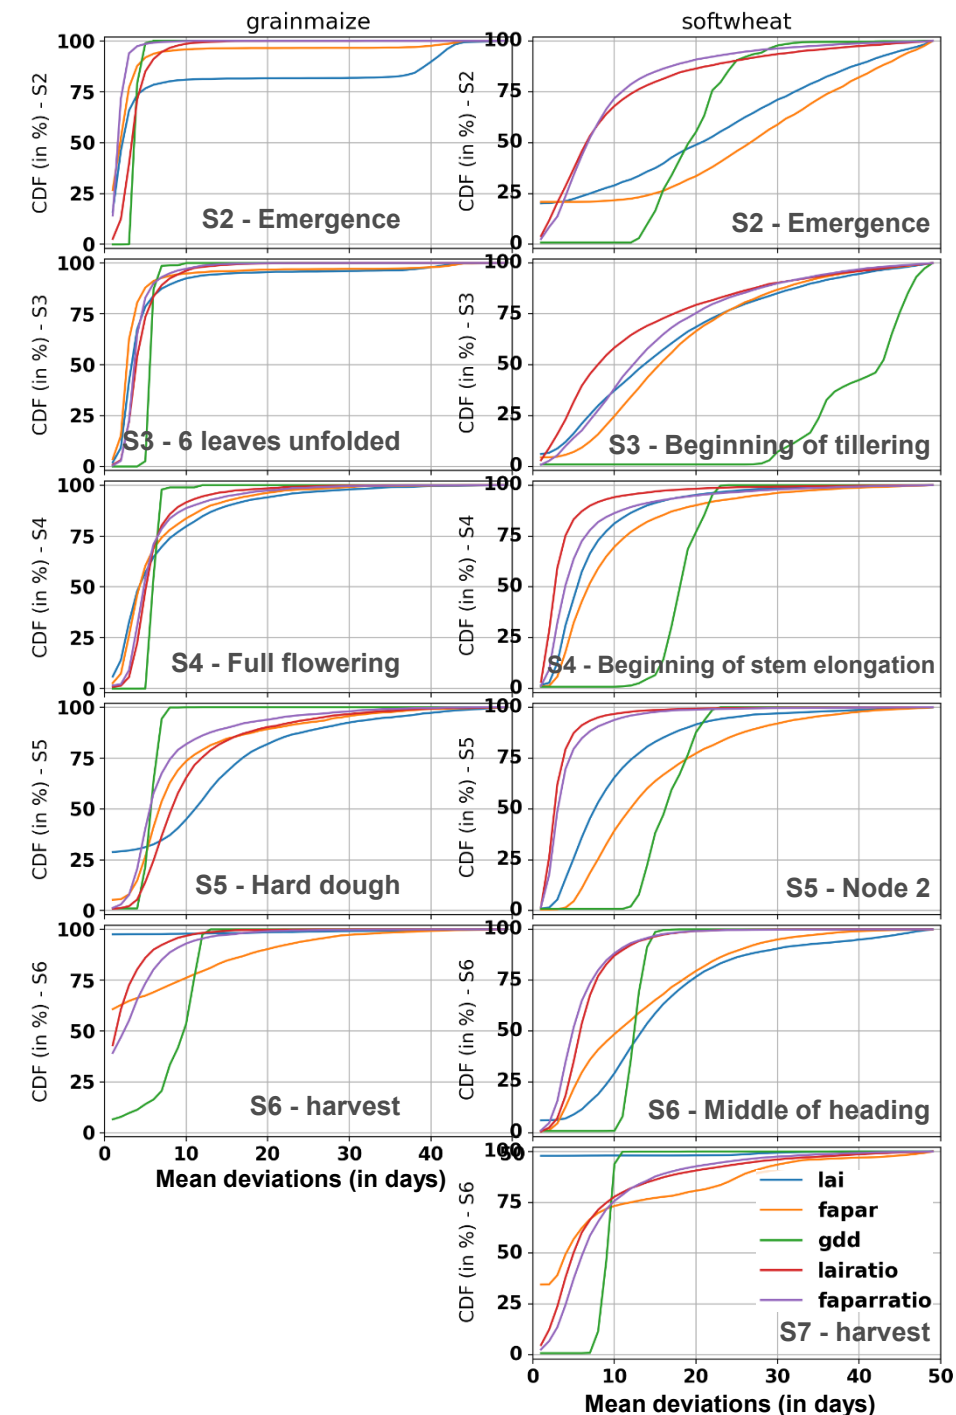 grainmaize
softwheat
CDF (in %) - S2
100
75
50
25
0
S2 - Emergence
CDF (in %) - S2
100
75
50
25
0
S2 - Emergence
CDF (in %) - S3
100
75
50
25
0
S3 - 6 leaves unfolded
CDF (in %) - S3
100
75
50
25
0
S3 - Beginning of tillering
CDF (in %) - S4
100
75
50
25
0
S4 - Full flowering
CDF (in %) - S4
100
75
50
25
0
S4 - Beginning of stem elongation
CDF (in %) - S5
100
75
50
25
0
S5 - Hard dough
CDF (in %) - S5
100
75
50
25
0
S5 - Node 2
CDF (in %) - S6
100
75
50
25
0
S6 - harvest
0 10 20 30 40 50
Mean deviations (in days)
CDF (in %) - S6
100
75
50
25
0
S6 - Middle of heading
CDF (in %) - S6
100
75
50
25
0
lai
fapar
gdd
lairatio
faparratio
S7 - harvest
0 10 20 30 40 50
Mean deviations (in days)